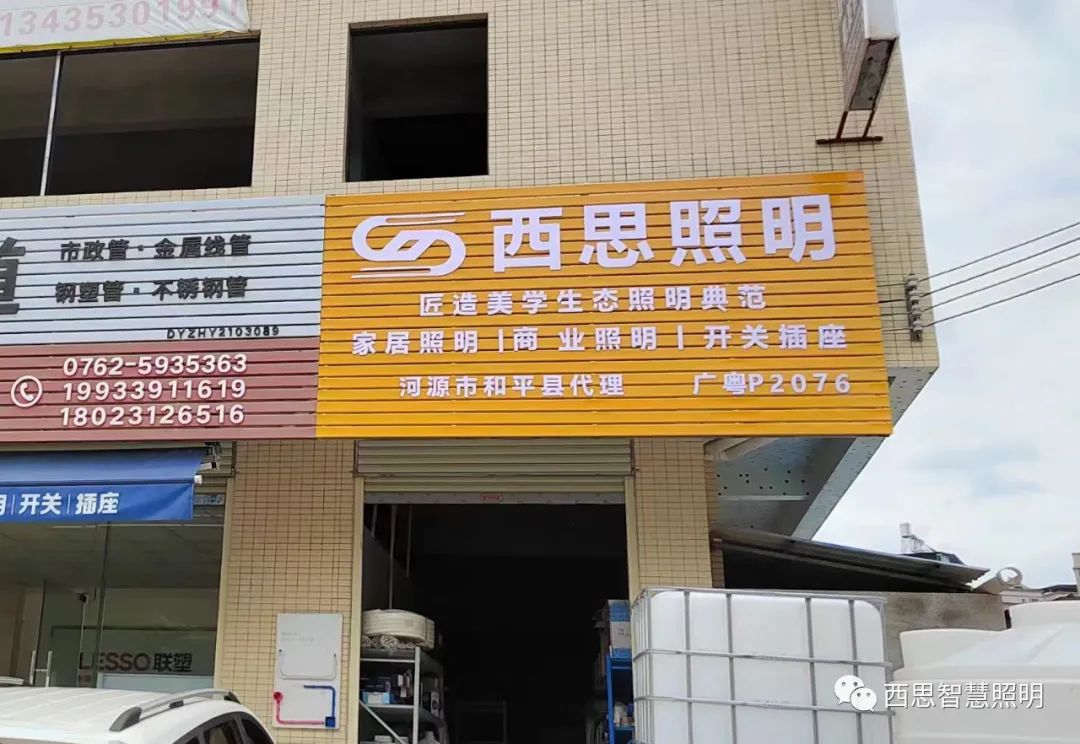 13435301991
市政管·金属线管
钢塑管·不锈钢管
DYZHY2103089
0762-5935363
19933911619
18023126516
西思照明
匠造美学生态照明典范
家居照明|商业照明|开关插座
河源市和平县代理 广粤P2076
明|开关|插座
LESSO联塑
西思智慧照明